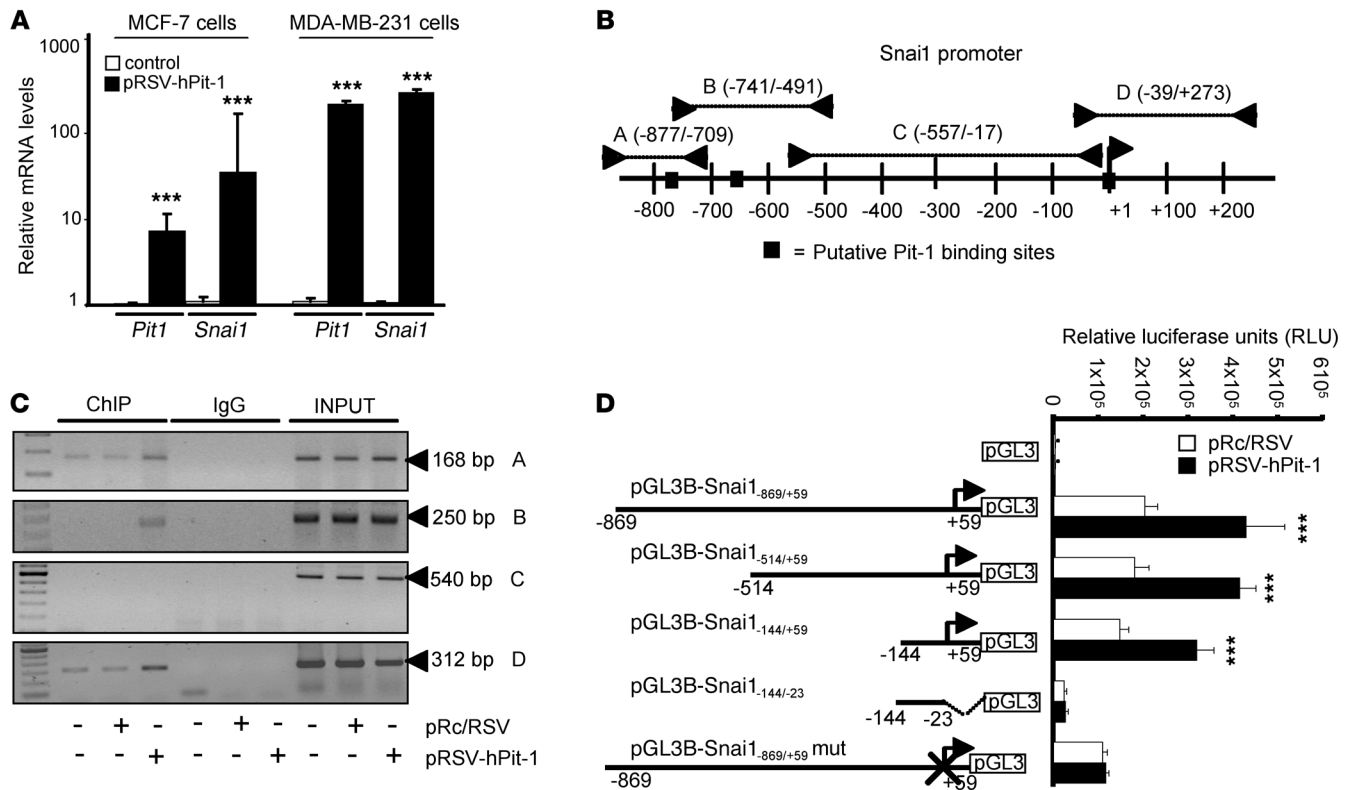 A
MCF-7 cells MDA-MB-231 cells
Relative mRNA levels
1000
100
10
1
control
pRSV-hPit-1
*** *** *** ***
Pit1 Snai1 Pit1 Snai1
B
Snai1 promoter
B (-741/-491) D (-39/+273)
A (-877/-709) C (-557/-17)
-800 -700 -600 -500 -400 -300 -200 -100 +1 +100 +200
= Putative Pit-1 binding sites
C
ChIP IgG INPUT
168 bp A
250 bp B
540 bp C
312 bp D
- + - - + - - + - pRc/RSV
- - + - - + - - + pRSV-hPit-1
D
Relative luciferase units (RLU)
0 1x10⁵ 2x10⁵ 3x10⁵ 4x10⁵ 5x10⁵ 610⁵
pRc/RSV
pRSV-hPit-1
pGL3
pGL3B-Snai1-869/+59
-869 +59 pGL3
***
pGL3B-Snai1-514/+59
-514 +59 pGL3
***
pGL3B-Snai1-144/+59
-144 +59 pGL3
***
pGL3B-Snai1-144/-23
-144 -23 pGL3
pGL3B-Snai1-869/+59 mut
-869 +59 pGL3